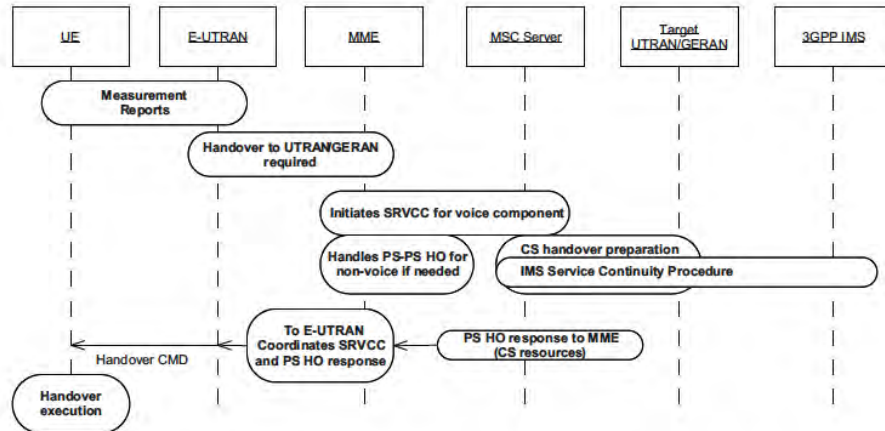 UE
E-UTRAN
MME
MSC Server
Target
UTRAN/GERAN
3GPP IMS
Measurement
Reports
Handover to UTRAN/GERAN
required
Initiates SRVCC for voice component
Handles PS-PS HO for
non-voice if needed
CS handover preparation
IMS Service Continuity Procedure
To E-UTRAN
Coordinates SRVCC
and PS HO response
PS HO response to MME
(CS resources)
Handover CMD
Handover
execution